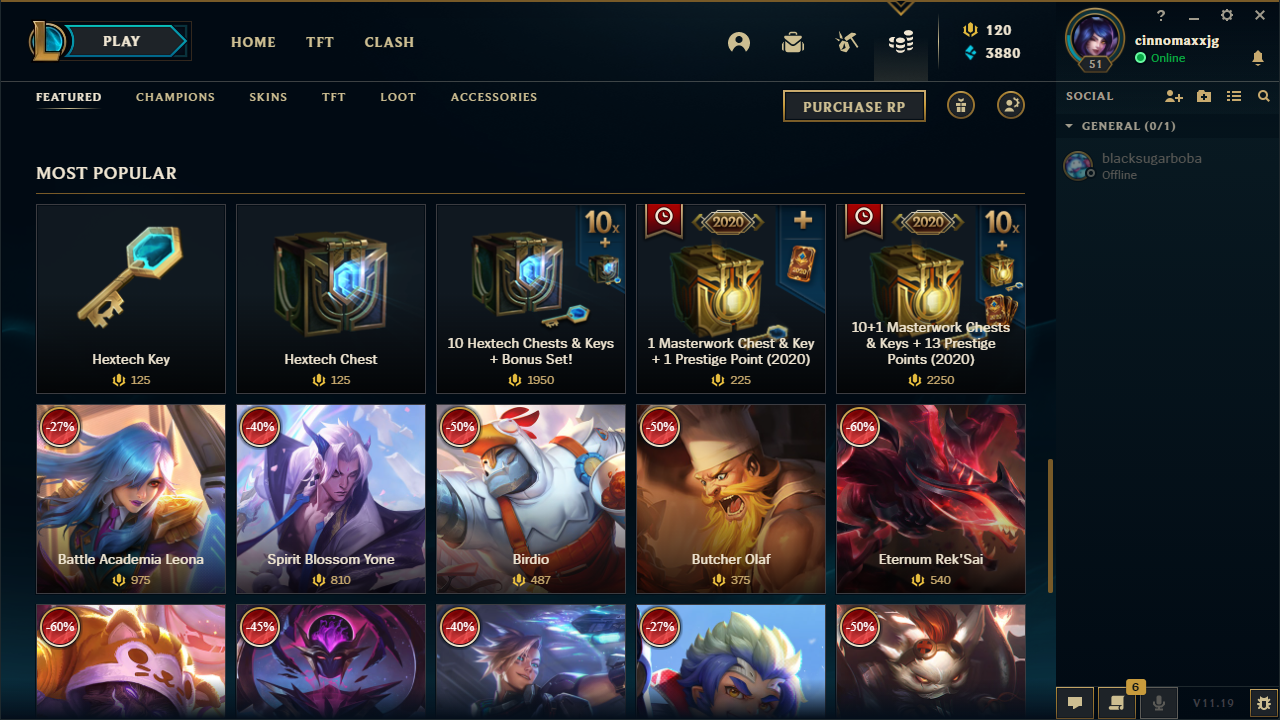 PLAY
HOME
TFT
CLASH
120
3880
?
cinnomaxxjg
Online
51
FEATURED
CHAMPIONS
SKINS
TFT
LOOT
ACCESSORIES
PURCHASE RP
SOCIAL
GENERAL (0/1)
blacksugarboba
Offline
MOST POPULAR
Hextech Key
125
Hextech Chest
125
10x
+
10 Hextech Chests & Keys
+ Bonus Set!
1950
2020
+
2020
1 Masterwork Chest & Key
+ 1 Prestige Point (2020)
225
2020
10x
+
10+1 Masterwork Chests
& Keys + 13 Prestige
Points (2020)
2250
-27%
Battle Academia Leona
975
-40%
Spirit Blossom Yone
810
-50%
Birdio
487
-50%
Butcher Olaf
375
-60%
Eternum Rek'Sai
540
-60%
-45%
-40%
-27%
-50%
6
V11.19